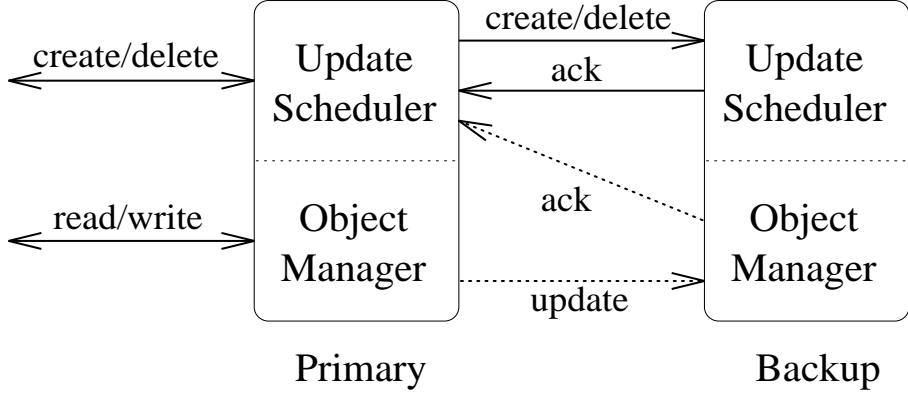 create/delete
create/delete
Update
Scheduler
ack
Update
Scheduler
read/write
Object
Manager
ack
Object
Manager
update
Primary
Backup